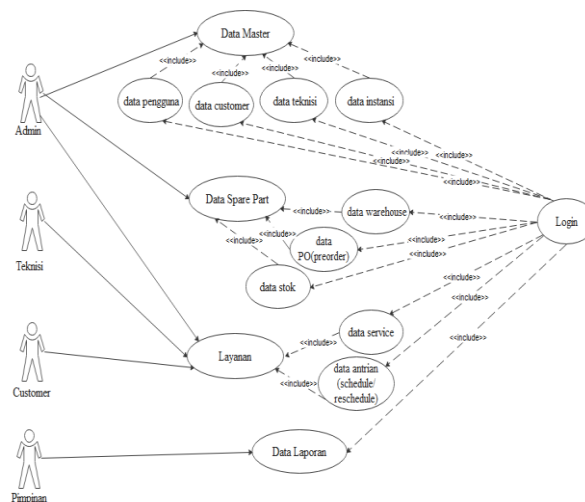 Data Master
<<include>>
<<include>>
<<include>>
<<include>>
data pengguna
data customer
data teknisi
data instansi
Admin
<<include>>
<<include>>
<<include>>
<<include>>
Data Spare Part
<<include>>
data warehouse
<<include>>
Login
<<include>>
data
PO(preorder)
<<include>>
<<include>>
<<include>>
data stok
Teknisi
<<include>>
data service
<<include>>
<<include>>
Layanan
<<include>>
data antrian
(schedule/
reschedule)
<<include>>
Customer
Data Laporan
Pimpinan